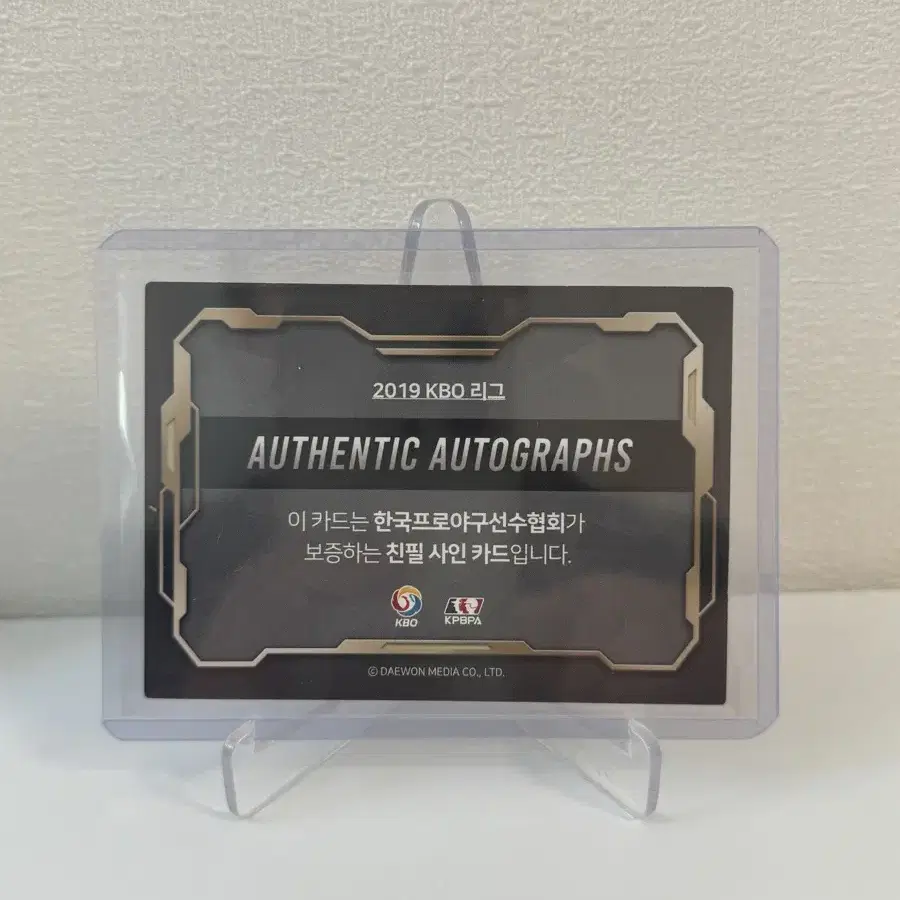 2019 KBO 리그
AUTHENTIC AUTOGRAPHS
이 카드는 한국프로야구선수협회가
보증하는 친필 사인 카드입니다.
KBO KPBPA
© DAEWON MEDIA CO., LTD.